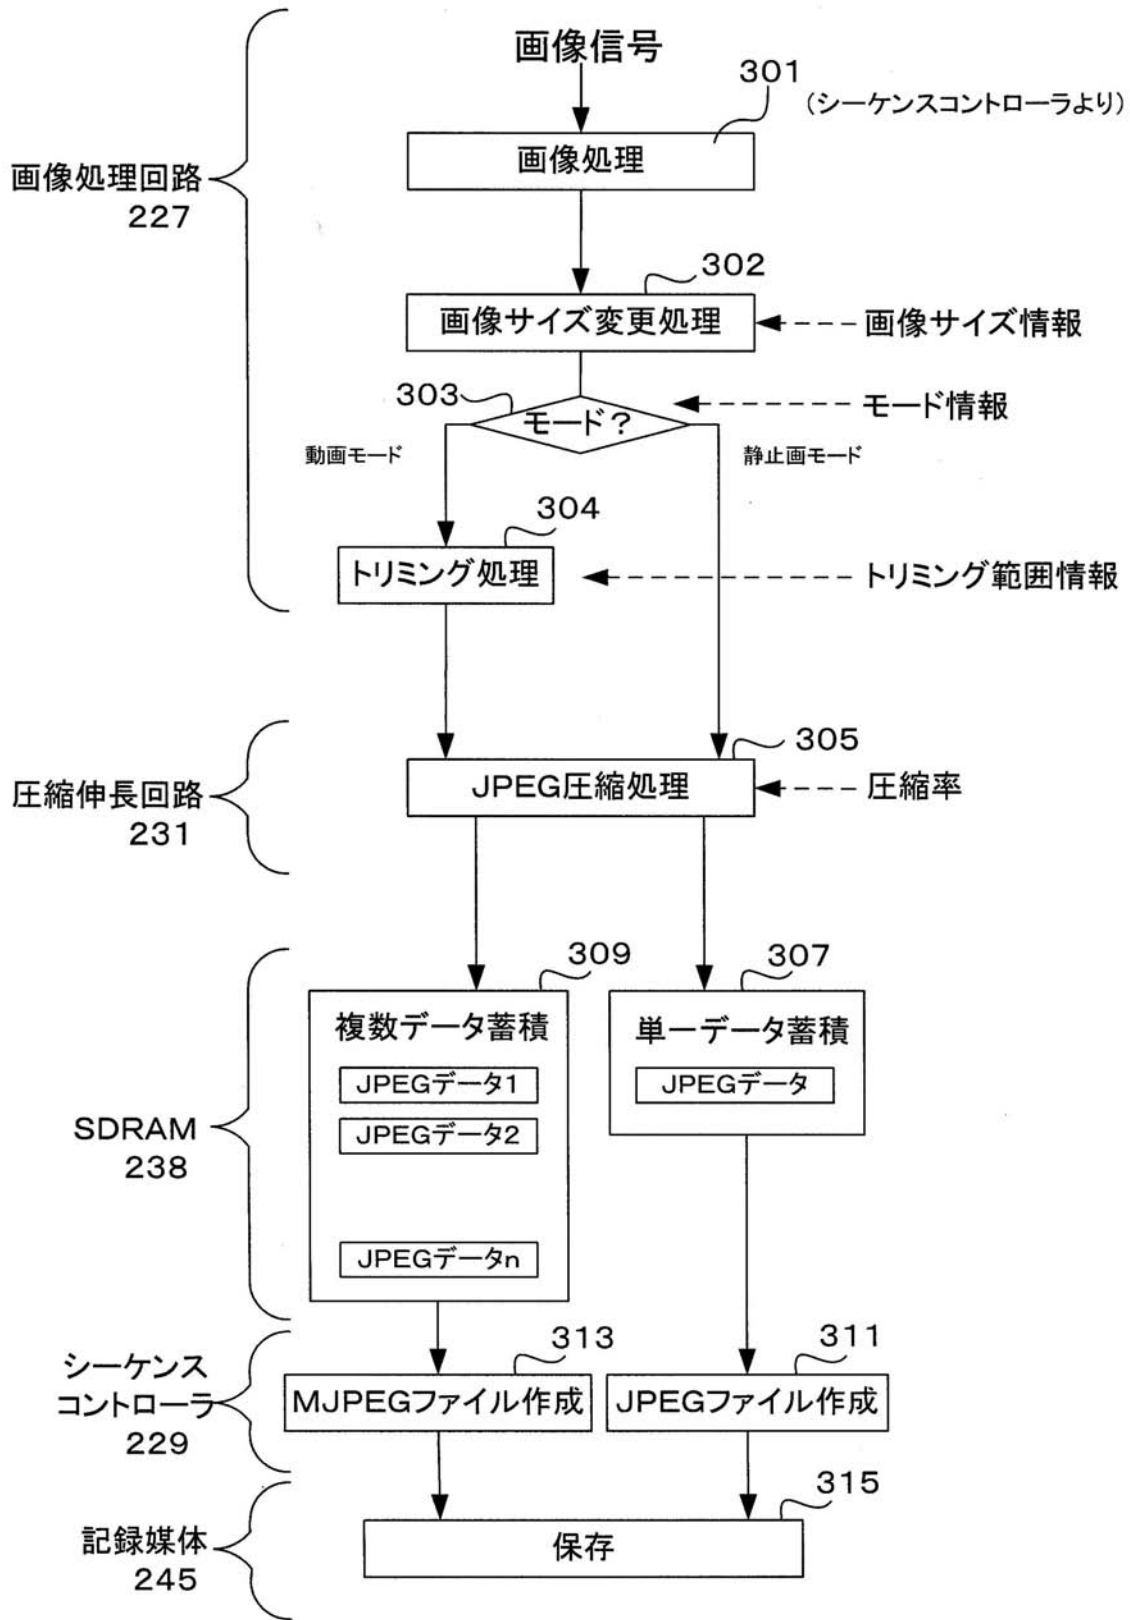 画像信号
301
(シーケンスコントローラより)
画像処理
画像処理回路
227
302
画像サイズ変更処理
画像サイズ情報
303
モード?
モード情報
動画モード
静止画モード
304
トリミング処理
トリミング範囲情報
305
JPEG圧縮処理
圧縮率
圧縮伸長回路
231
309
307
複数データ蓄積
単一データ蓄積
JPEGデータ1
JPEGデータ
JPEGデータ2
SDRAM
238
JPEGデータn
313
311
シーケンス
コントローラ
229
MJPEGファイル作成
JPEGファイル作成
315
保存
記録媒体
245